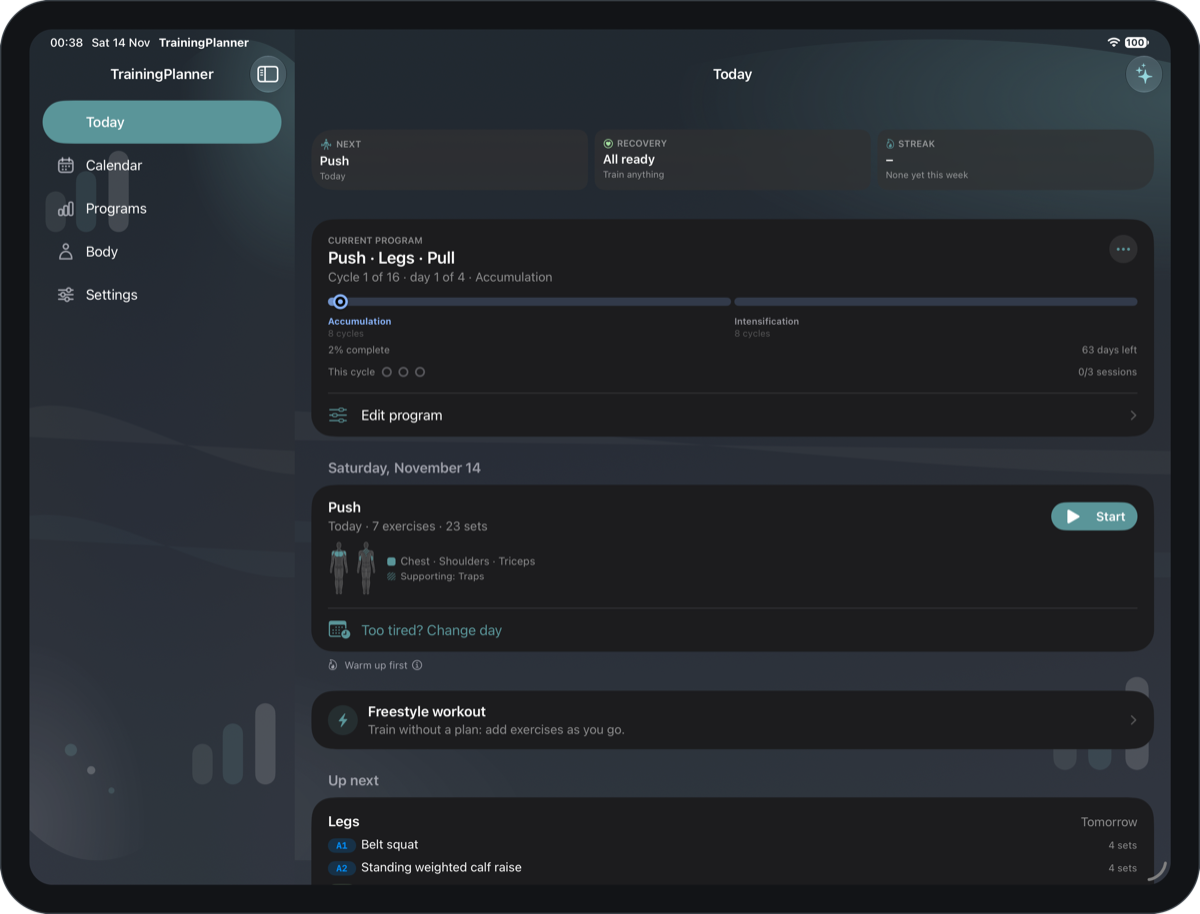 00:38 Sat 14 Nov TrainingPlanner
100
TrainingPlanner
Today
Calendar
Programs
Body
Settings
Today
NEXT
Push
Today
RECOVERY
All ready
Train anything
STREAK
–
None yet this week
CURRENT PROGRAM
Push · Legs · Pull
Cycle 1 of 16 · day 1 of 4 · Accumulation
Accumulation
8 cycles
Intensification
8 cycles
2% complete
63 days left
This cycle
0/3 sessions
Edit program
Saturday, November 14
Push
Today · 7 exercises · 23 sets
Start
Chest · Shoulders · Triceps
Supporting: Traps
Too tired? Change day
Warm up first
Freestyle workout
Train without a plan: add exercises as you go.
Up next
Legs
Tomorrow
A1 Belt squat
4 sets
A2 Standing weighted calf raise
4 sets